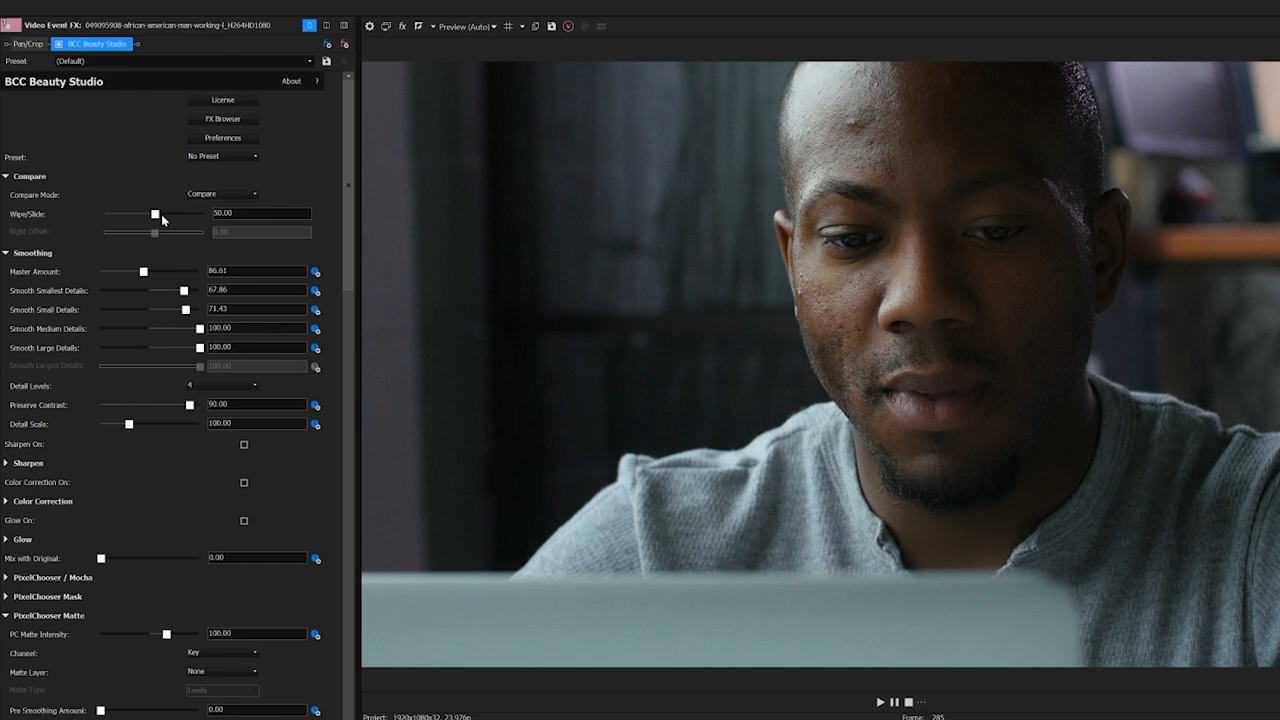 Video Event FX: 049095908-african-american-man-working-l_H264HD1080
Preview (Auto)
Pan/Crop BCC Beauty Studio
Preset (Default)
BCC Beauty Studio About ?
License
FX Browser
Preferences
Preset: No Preset
Compare
Compare Mode: Compare
Wipe/Slide: 50.00
Right Offset: 0.00
Smoothing
Master Amount: 86.61
Smooth Smallest Details: 67.86
Smooth Small Details: 71.43
Smooth Medium Details: 100.00
Smooth Large Details: 100.00
Smooth Largest Details: 100.00
Detail Levels: 4
Preserve Contrast: 90.00
Detail Scale: 100.00
Sharpen On:
Sharpen
Color Correction On:
Color Correction
Glow On:
Glow
Mix with Original: 0.00
PixelChooser / Mocha
PixelChooser Mask
PixelChooser Matte
PC Matte Intensity: 100.00
Channel: Key
Matte Layer: None
Matte Type: Levels
Pre Smoothing Amount: 0.00
Project: 1920x1080x32, 23.976p Frame: 285